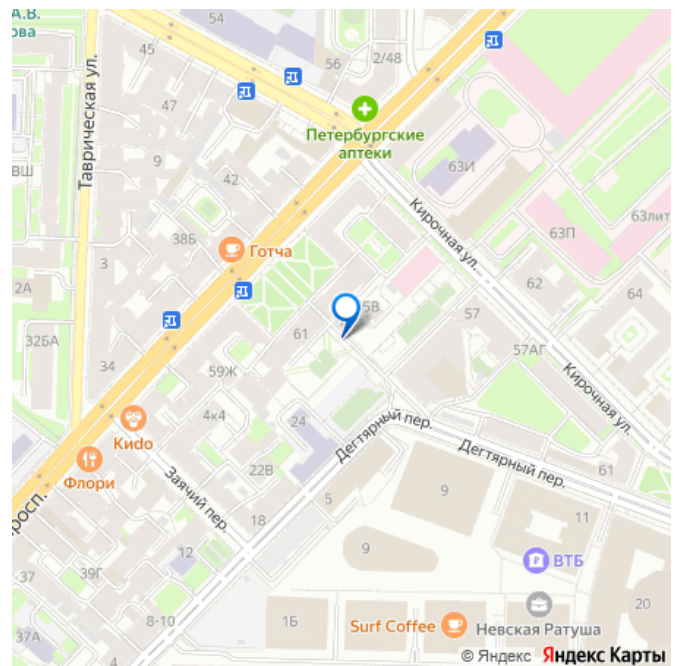 А.В.
ова
54
45
56
2/48
Таврическая ул.
Петербургские
аптеки
47
9
ВШ
63И
42
Кирочная ул.
63лит
38Б
63П
Готча
3
62
64
2А
5В
57
32БА
61
57АГ
34
59Ж
Кирочная ул.
4к4
24
Кидо
Дегтярный пер.
Дегтярный пер.
61
Флори
Заячий пер.
22В
9
росп.
18
5
11
12
9
ВТБ
37
39Г
20
8-10
1Б
Surf Coffee
Невская Ратуша
37А
4
© Яндекс Яндекс Карты